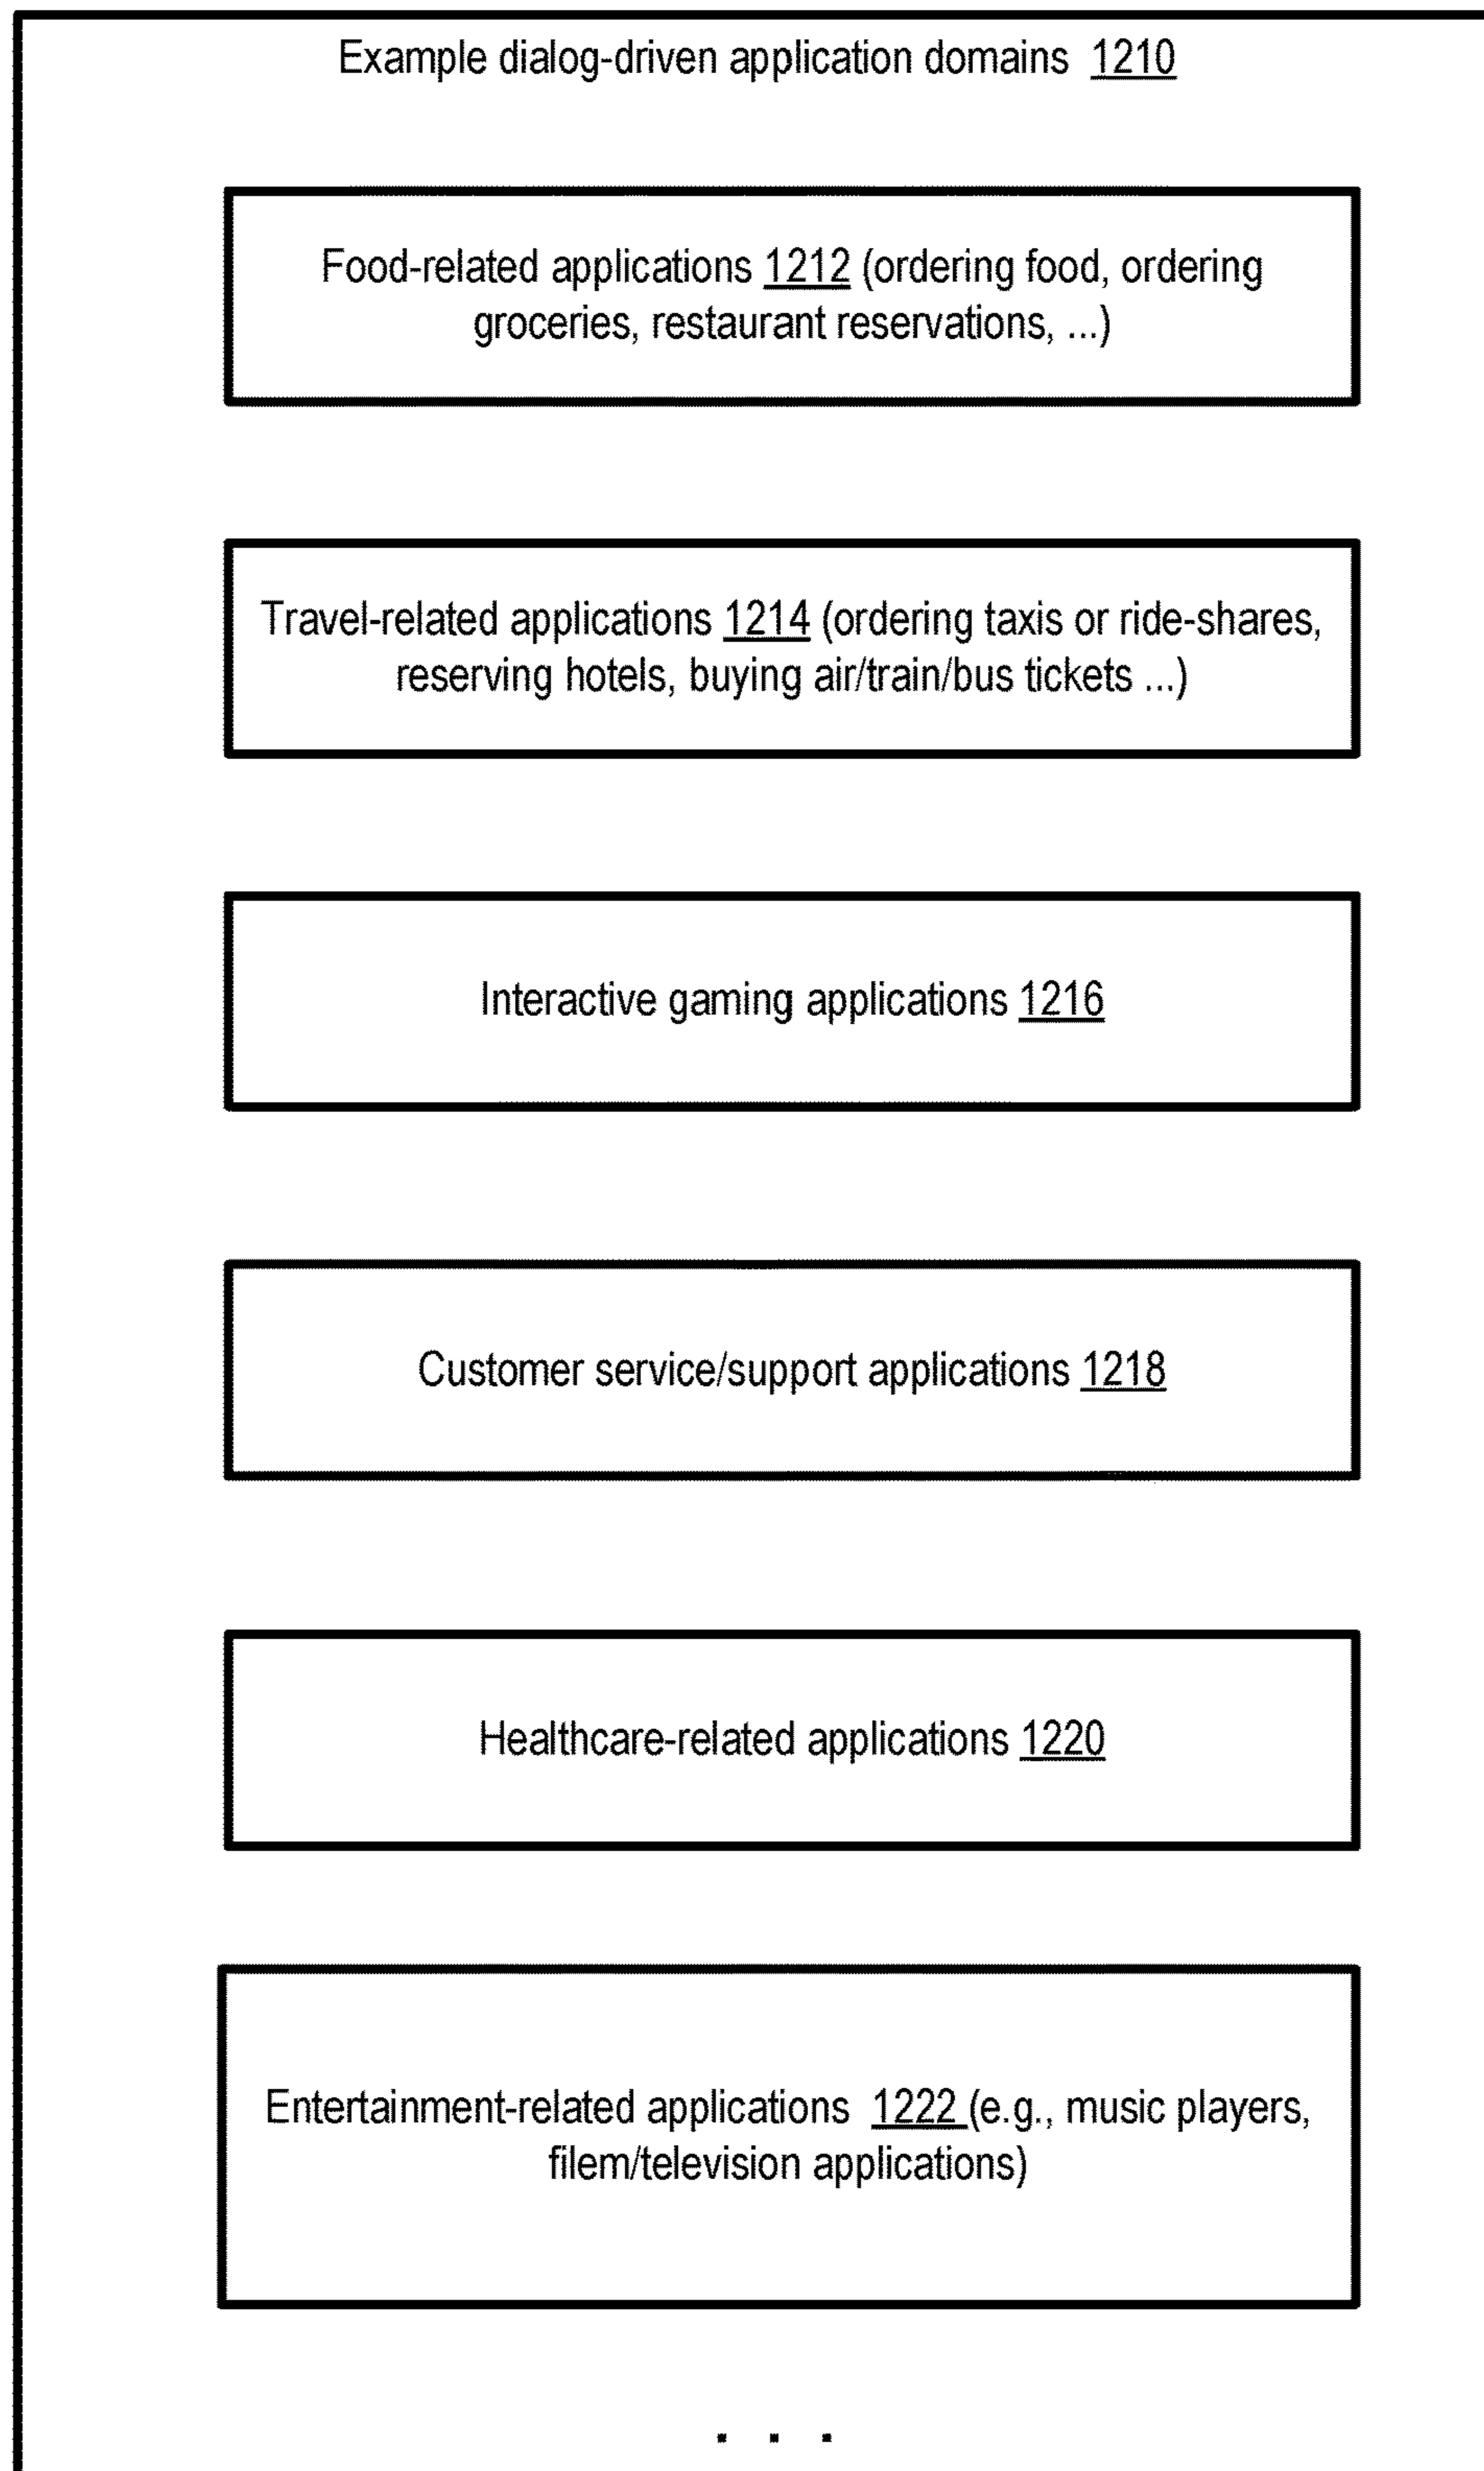 Example dialog-driven application domains 1210
Food-related applications 1212 (ordering food, ordering
groceries, restaurant reservations, ...)
Travel-related applications 1214 (ordering taxis or ride-shares,
reserving hotels, buying air/train/bus tickets ...)
Interactive gaming applications 1216
Customer service/support applications 1218
Healthcare-related applications 1220
Entertainment-related applications 1222 (e.g., music players,
filem/television applications)
. . .